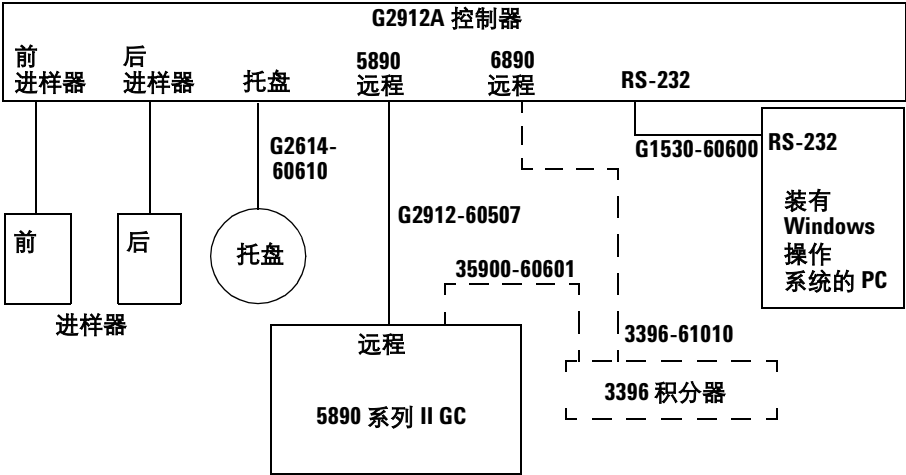 G2912A 控制器
前
进样器
后
进样器
托盘
5890
远程
6890
远程
RS-232
G2614-
60610
G1530-60600
RS-232
装有
Windows
操作
系统的 PC
G2912-60507
前
后
托盘
进样器
35900-60601
3396-61010
远程
5890 系列 II GC
3396 积分器